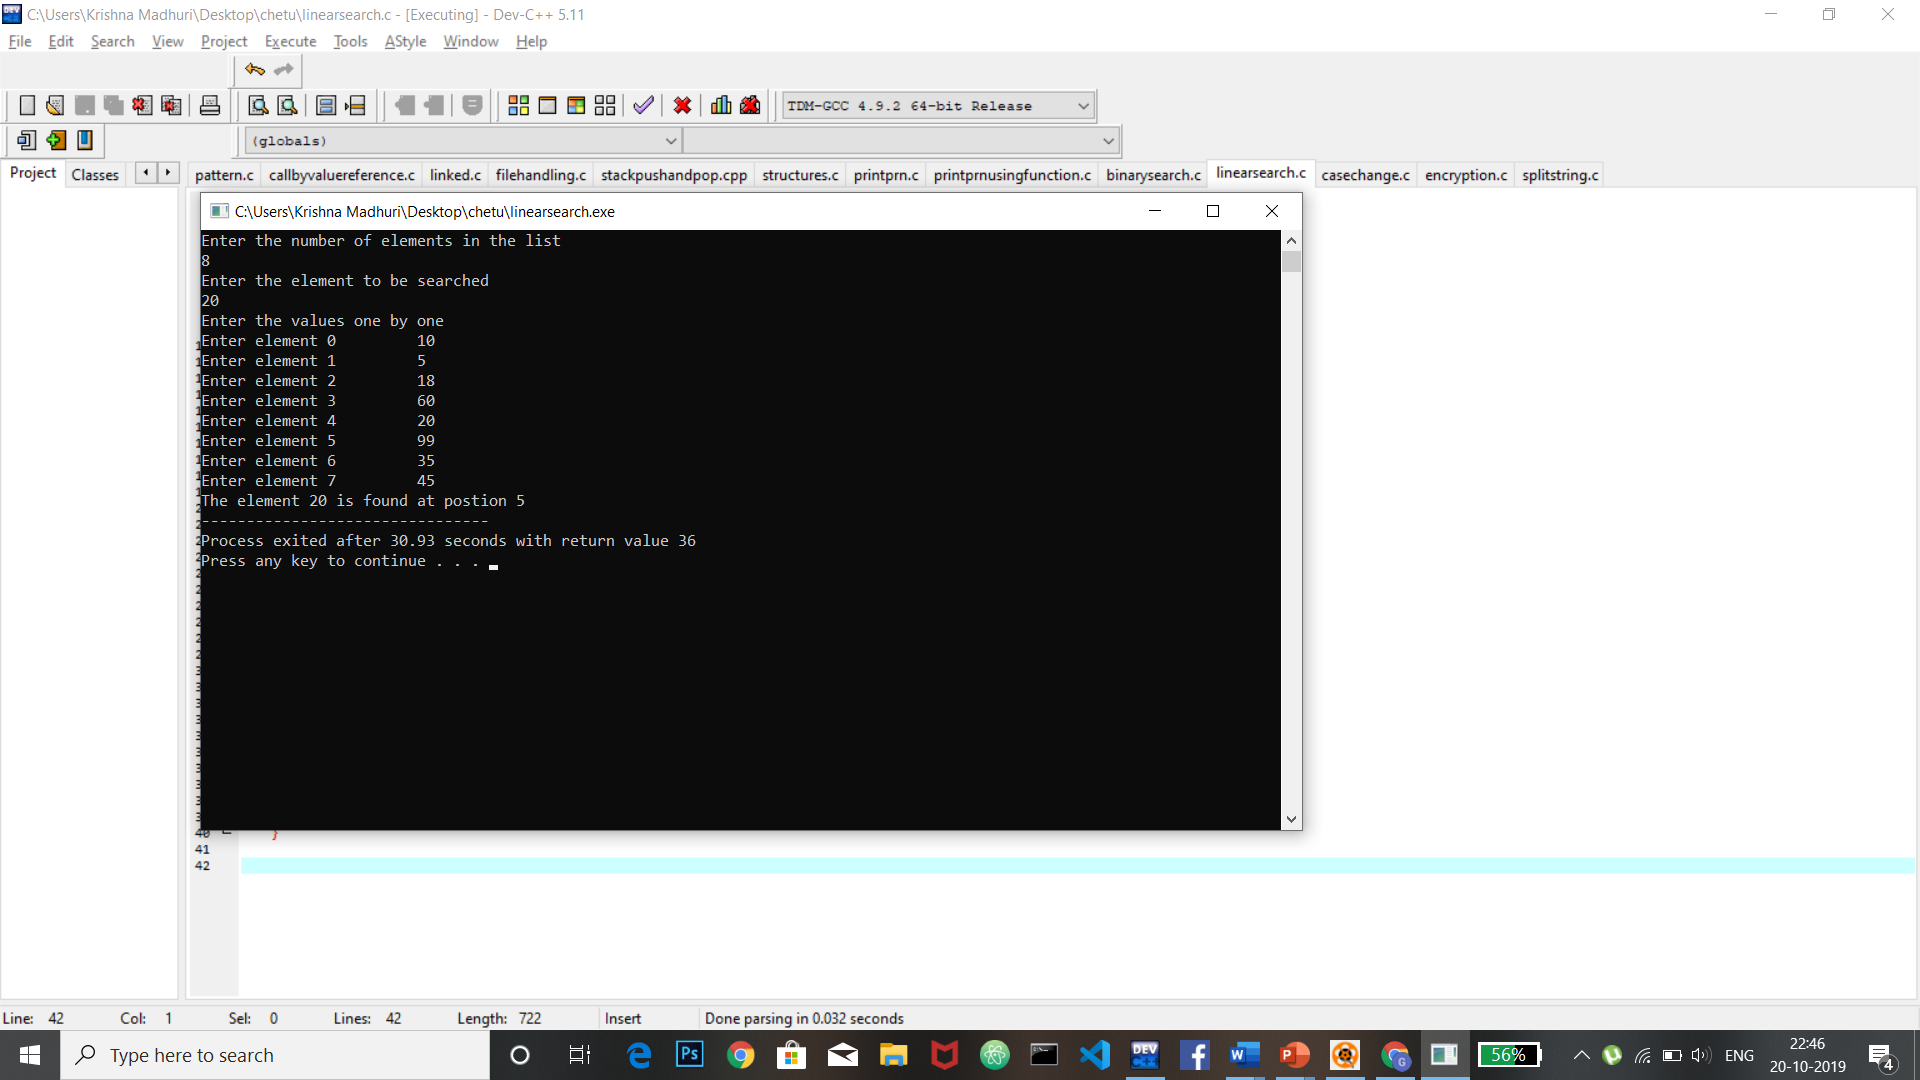 C:\Users\Krishna Madhuri\Desktop\chetu\linearsearch.c - [Executing] - Dev-C++ 5.11
File Edit Search View Project Execute Tools AStyle Window Help
TDM-GCC 4.9.2 64-bit Release
(globals)
Project Classes pattern.c callbyvaluereference.c linked.c filehandling.c stackpushandpop.cpp structures.c printprn.c printprnusingfunction.c binarysearch.c linearsearch.c casechange.c encryption.c splitstring.c
C:\Users\Krishna Madhuri\Desktop\chetu\linearsearch.exe
Enter the number of elements in the list
8
Enter the element to be searched
20
Enter the values one by one
Enter element 0 10
Enter element 1 5
Enter element 2 18
Enter element 3 60
Enter element 4 20
Enter element 5 99
Enter element 6 35
Enter element 7 45
The element 20 is found at postion 5
--------------------------------
Process exited after 30.93 seconds with return value 36
Press any key to continue . . .
40 }
41
42
Line: 42 Col: 1 Sel: 0 Lines: 42 Length: 722 Insert Done parsing in 0.032 seconds
Type here to search
Ps
DEV C++
56%
ENG
22:46
20-10-2019
4